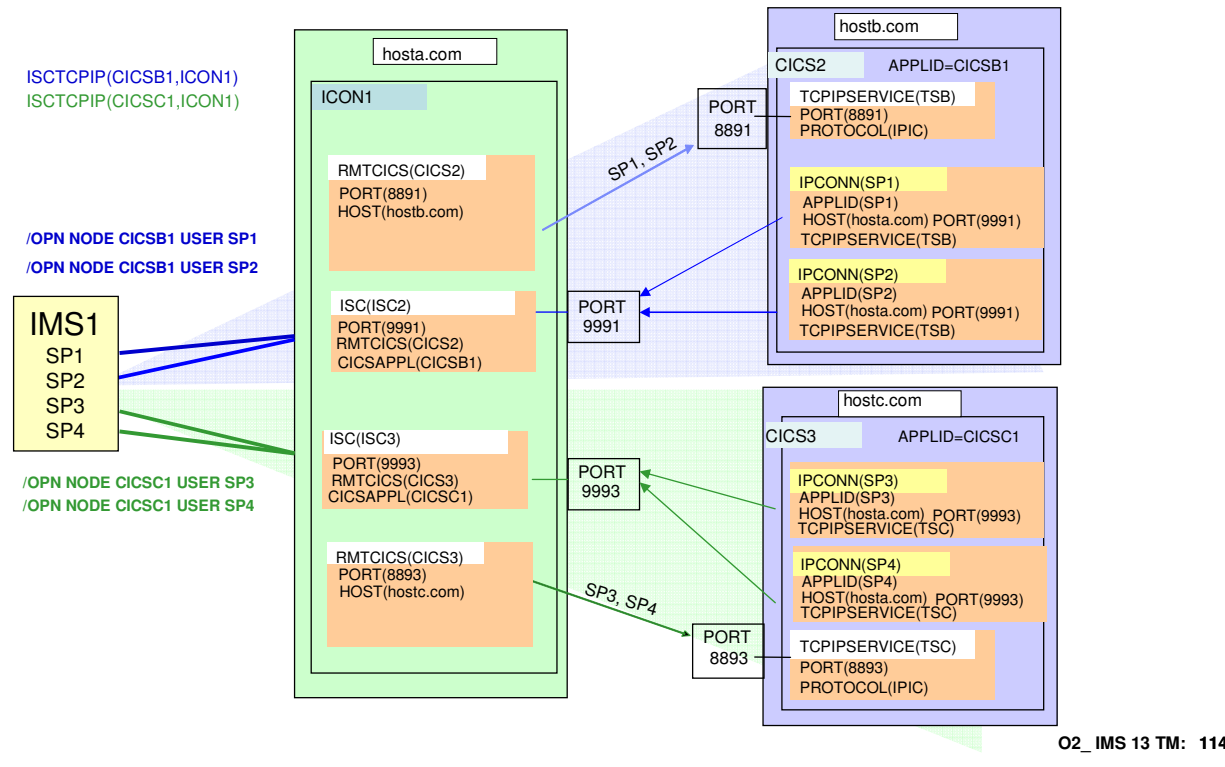 hosta.com
ISCTCPIP(CICSB1,ICON1)
ISCTCPIP(CICSC1,ICON1)
/OPN NODE CICSB1 USER SP1
/OPN NODE CICSB1 USER SP2
IMS1
SP1
SP2
SP3
SP4
/OPN NODE CICSC1 USER SP3
/OPN NODE CICSC1 USER SP4
ICON1
RMTCICS(CICS2)
PORT(8891)
HOST(hostb.com)
ISC(ISC2)
PORT(9991)
RMTCICS(CICS2)
CICSAPPL(CICSB1)
ISC(ISC3)
PORT(9993)
RMTCICS(CICS3)
CICSAPPL(CICSC1)
RMTCICS(CICS3)
PORT(8893)
HOST(hostc.com)
SP1, SP2
PORT
8891
PORT
9991
PORT
9993
SP3, SP4
PORT
8893
hostb.com
CICS2 APPLID=CICSB1
TCPIPSERVICE(TSB)
PORT(8891)
PROTOCOL(IPIC)
IPCONN(SP1)
APPLID(SP1)
HOST(hosta.com) PORT(9991)
TCPIPSERVICE(TSB)
IPCONN(SP2)
APPLID(SP2)
HOST(hosta.com) PORT(9991)
TCPIPSERVICE(TSB)
hostc.com
CICS3 APPLID=CICSC1
IPCONN(SP3)
APPLID(SP3)
HOST(hosta.com) PORT(9993)
TCPIPSERVICE(TSC)
IPCONN(SP4)
APPLID(SP4)
HOST(hosta.com) PORT(9993)
TCPIPSERVICE(TSC)
TCPIPSERVICE(TSC)
PORT(8893)
PROTOCOL(IPIC)
O2_ IMS 13 TM: 114